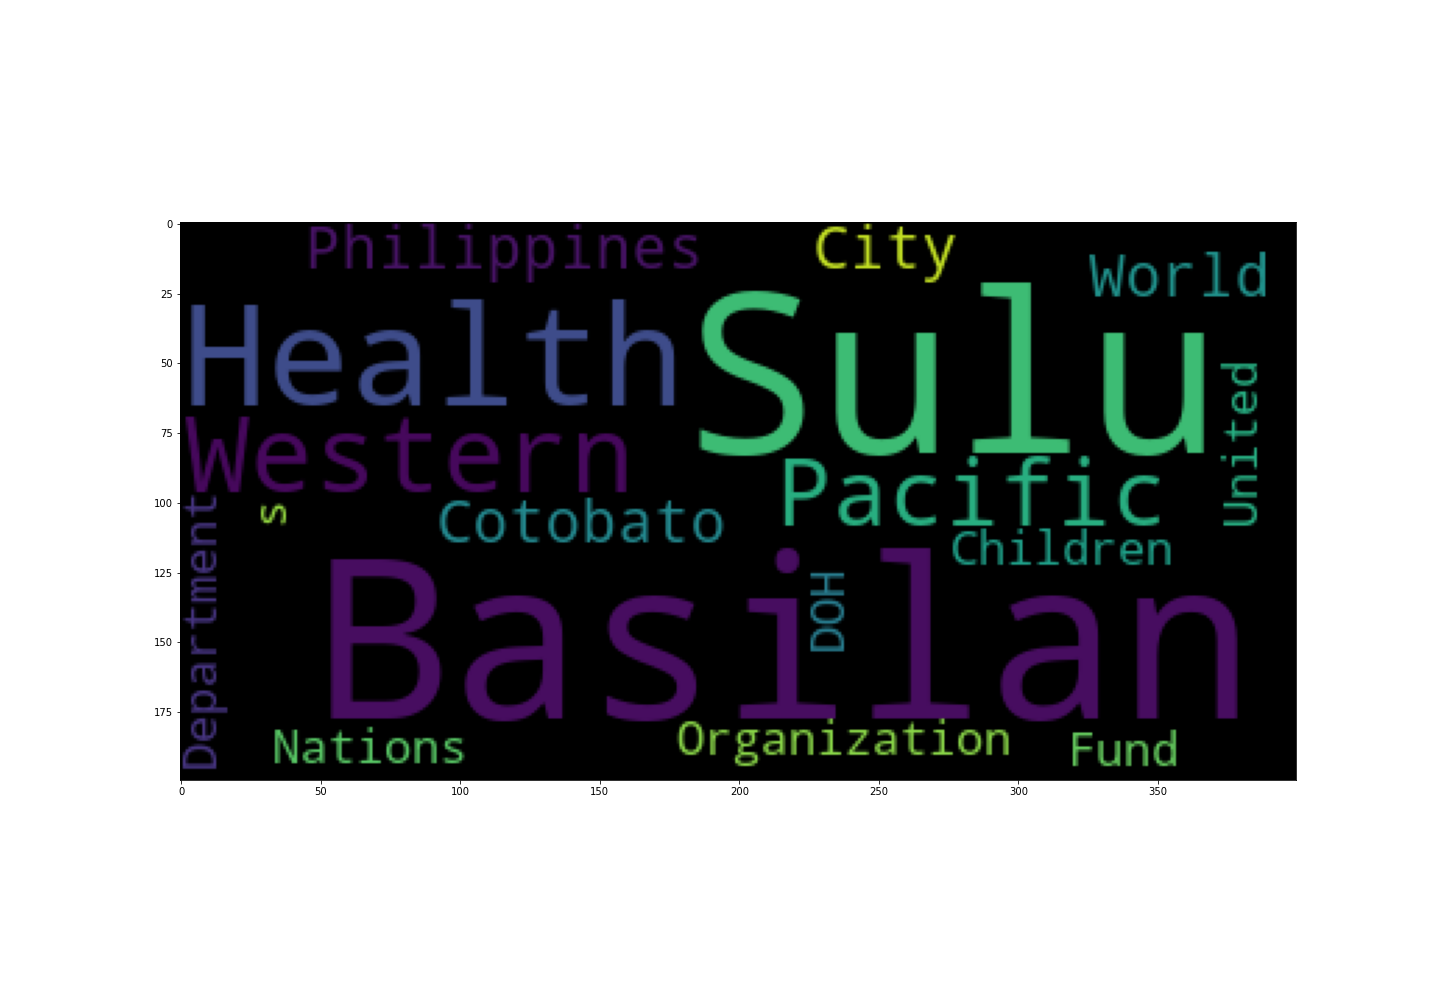 Philippines
City
World
Health
Sulu
United
Western
Pacific
s
Cotobato
Children
Department
Basilan
DOH
Nations
Organization
Fund
0
25
50
75
100
125
150
175
0 50 100 150 200 250 300 350